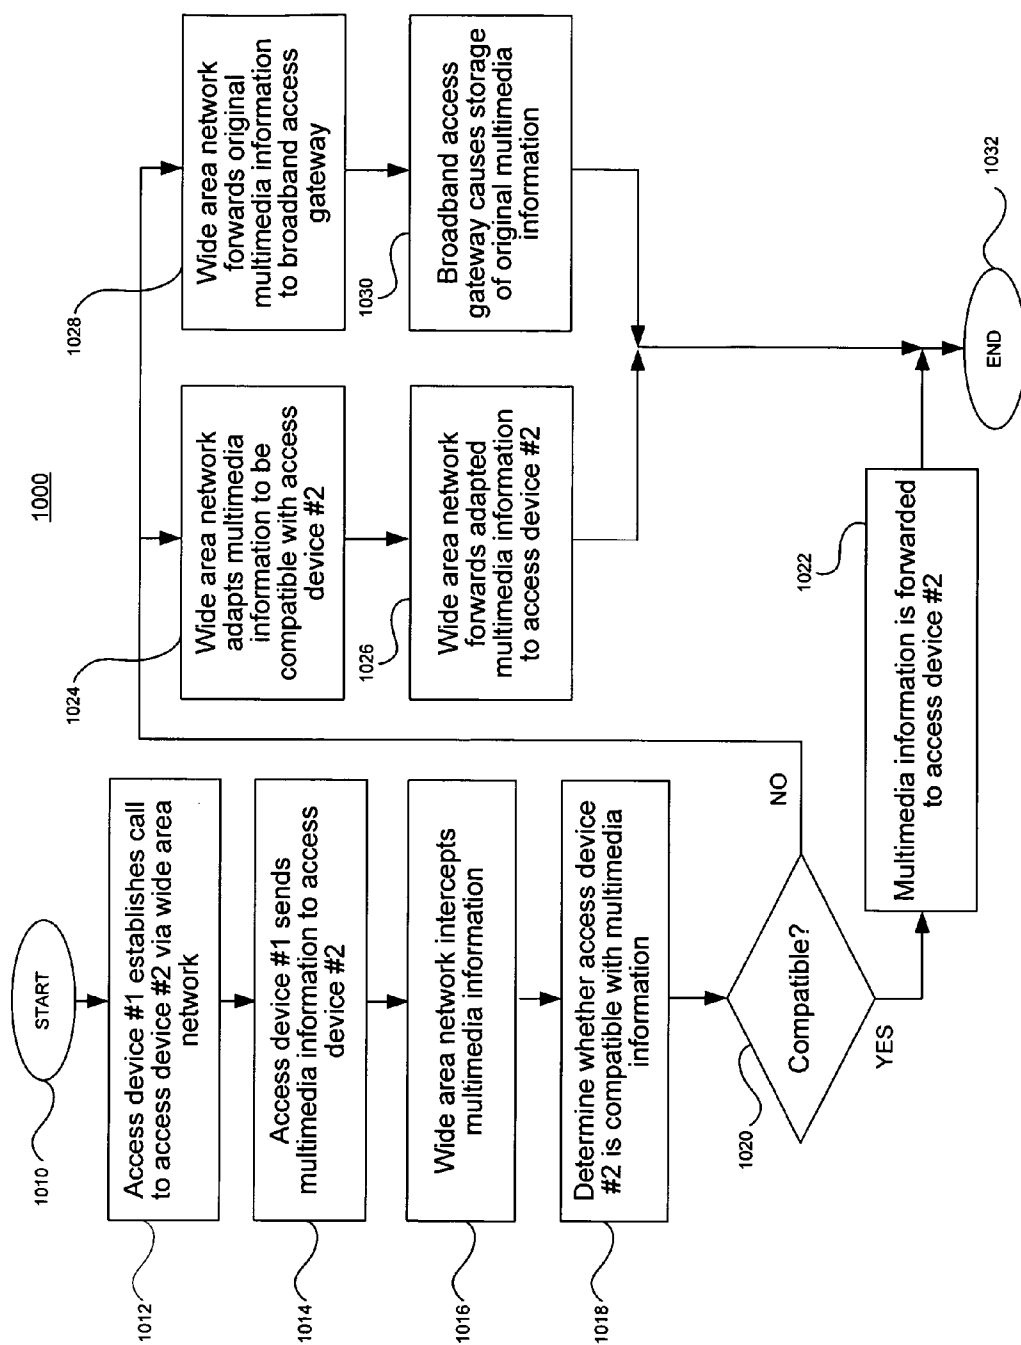 1000
START
1010
Access device #1 establishes call
to access device #2 via wide area
network
1012
Access device #1 sends
multimedia information to access
device #2
1014
Wide area network intercepts
multimedia information
1016
Determine whether access device
#2 is compatible with multimedia
information
1018
Compatible?
1020
NO
YES
Wide area network
adapts multimedia
information to be
compatible with access
device #2
1024
Wide area network
forwards adapted
multimedia information
to access device #2
1026
Wide area network
forwards original
multimedia information
to broadband access
gateway
1028
Broadband access
gateway causes storage
of original multimedia
information
1030
Multimedia information is forwarded
to access device #2
1022
END
1032